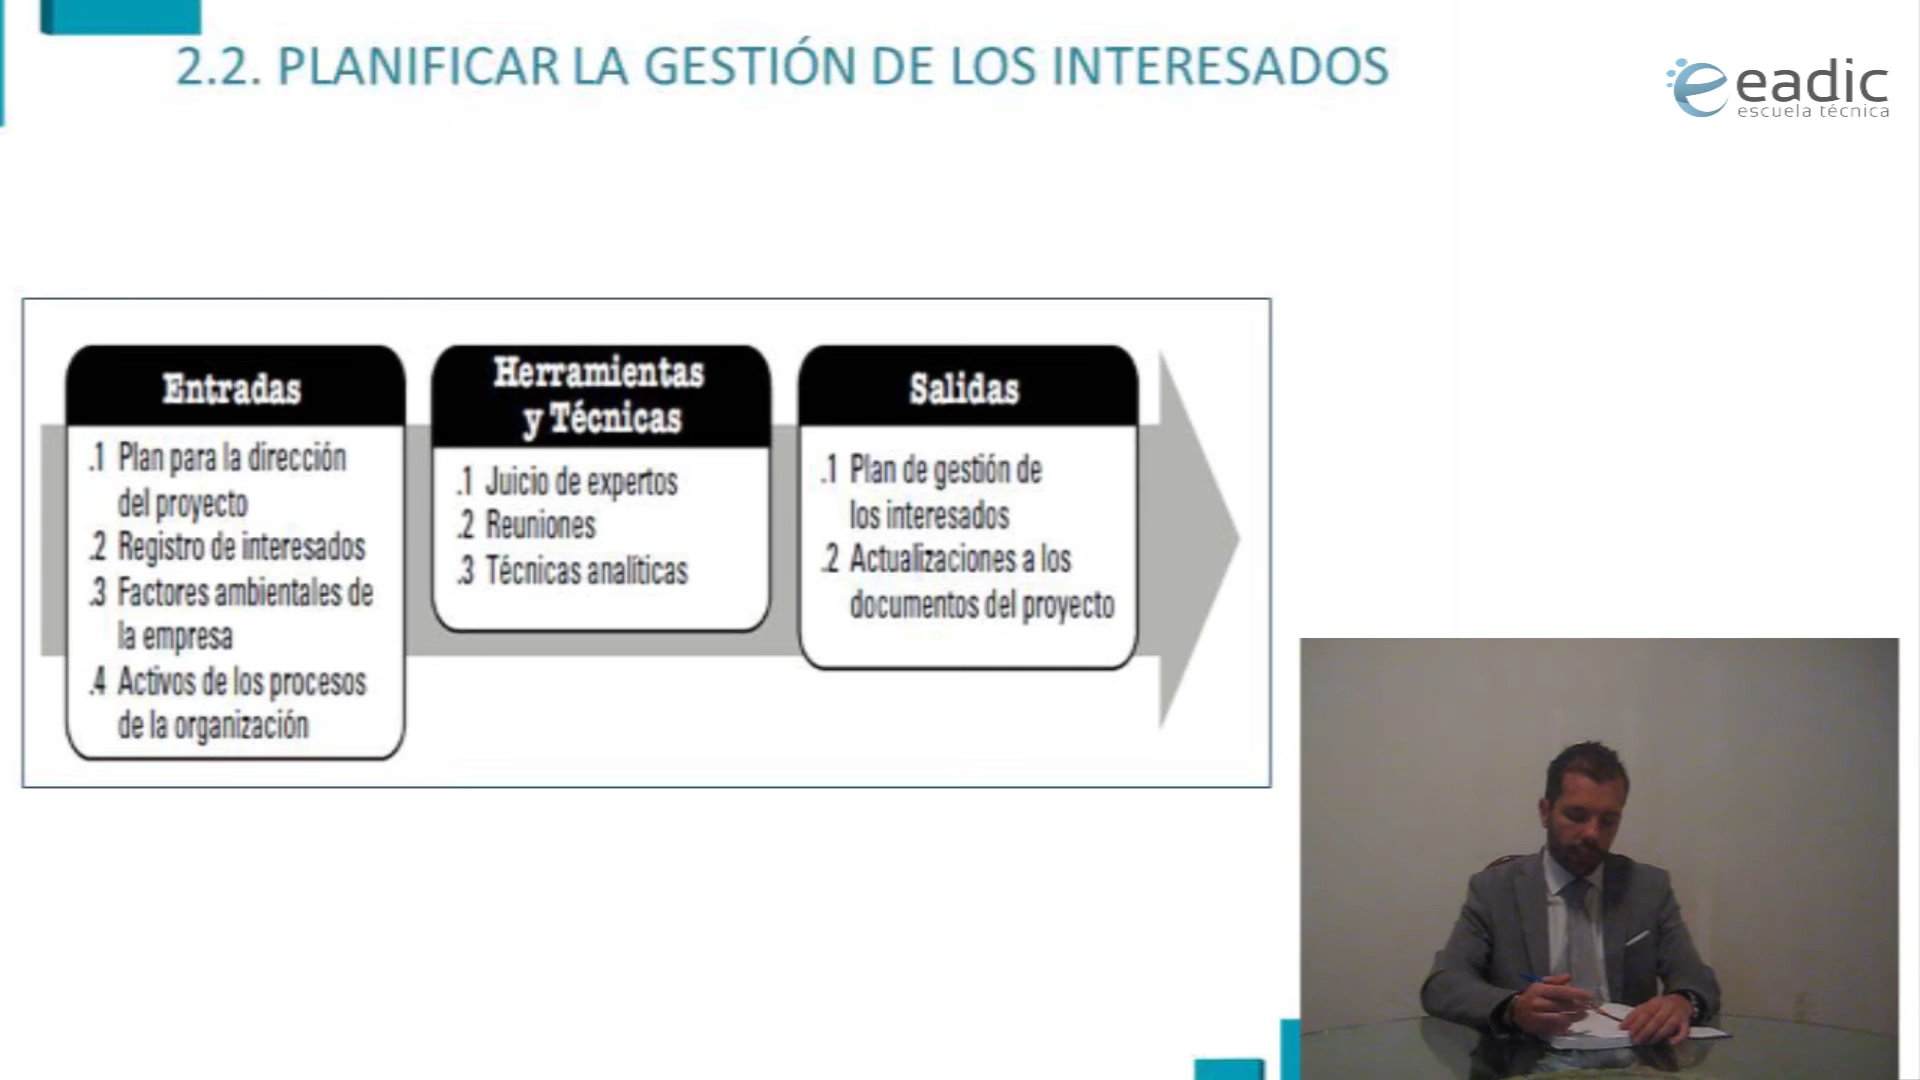 2.2. PLANIFICAR LA GESTIÓN DE LOS INTERESADOS
eadic
escuela técnica
Entradas
.1 Plan para la dirección
del proyecto
.2 Registro de interesados
.3 Factores ambientales de
la empresa
.4 Activos de los procesos
de la organización
Herramientas
y Técnicas
.1 Juicio de expertos
.2 Reuniones
.3 Técnicas analíticas
Salidas
.1 Plan de gestión de
los interesados
.2 Actualizaciones a los
documentos del proyecto